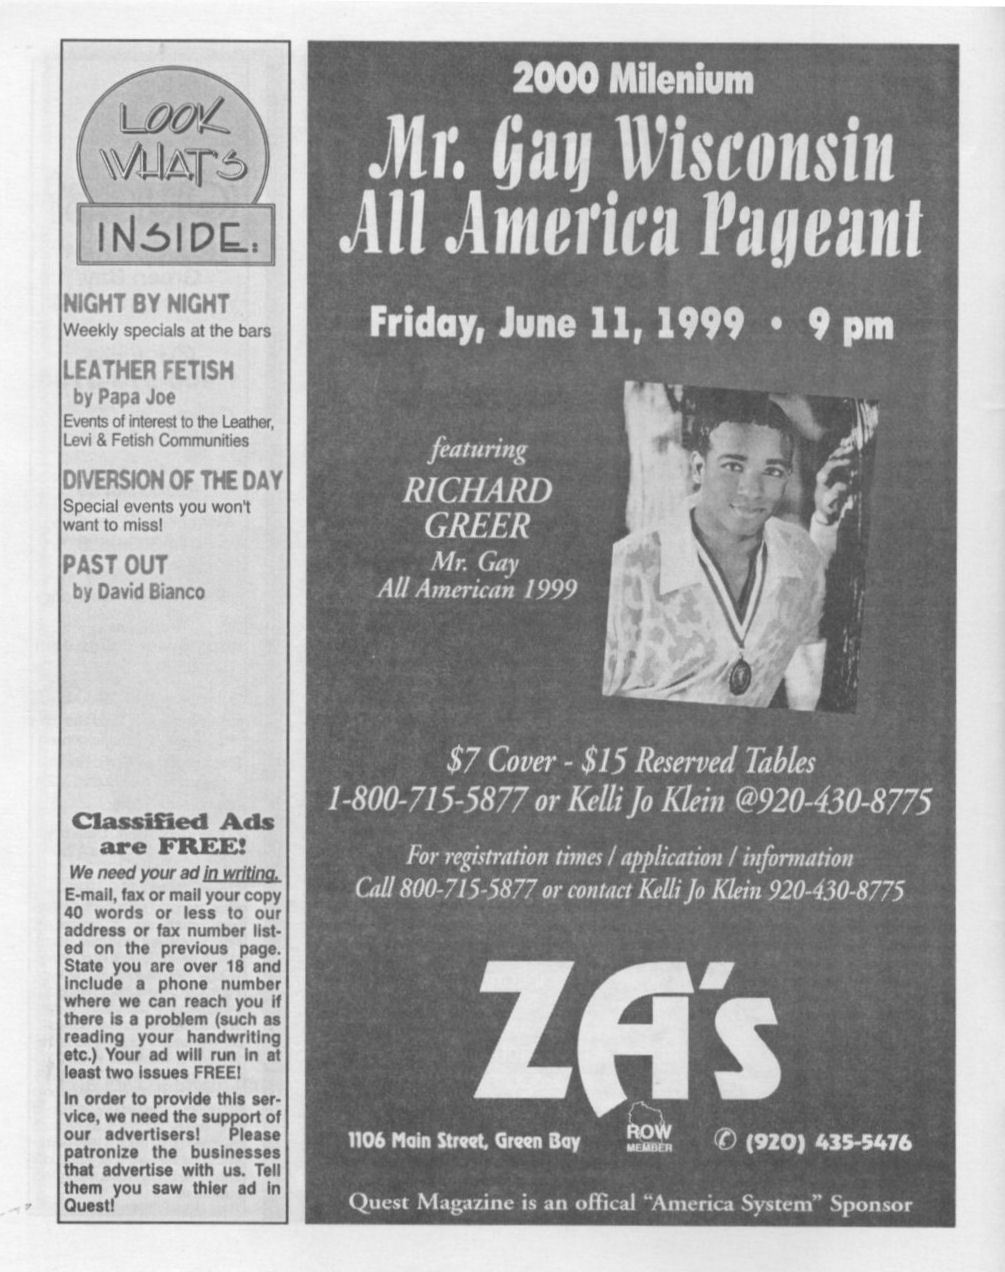 LOOK
WHAT'S
INSIDE:
NIGHT BY NIGHT
Weekly specials at the bars
LEATHER FETISH
by Papa Joe
Events of interest to the Leather,
Levi & Fetish Communities
DIVERSION OF THE DAY
Special events you won't
want to miss!
PAST OUT
by David Bianco
Classified Ads
are FREE!
We need your ad in writing.
E-mail, fax or mail your copy
40 words or less to our
address or fax number list-
ed on the previous page.
State you are over 18 and
include a phone number
where we can reach you if
there is a problem (such as
reading your handwriting
etc.) Your ad will run in at
least two issues FREE!
In order to provide this ser-
vice, we need the support of
our advertisers! Please
patronize the businesses
that advertise with us. Tell
them you saw thier ad in
Quest!
2000 Milenium
Mr. Gay Wisconsin
All America Pageant
Friday, June 11, 1999 • 9 pm
featuring
RICHARD
GREER
Mr. Gay
All American 1999
$7 Cover - $15 Reserved Tables
1-800-715-5877 or Kelli Jo Klein @920-430-8775
For registration times / application / information
Call 800-715-5877 or contact Kelli Jo Klein 920-430-8775
ZA's
1106 Main Street, Green Bay
ROW
MEMBER
✆ (920) 435-5476
Quest Magazine is an offical "America System" Sponsor